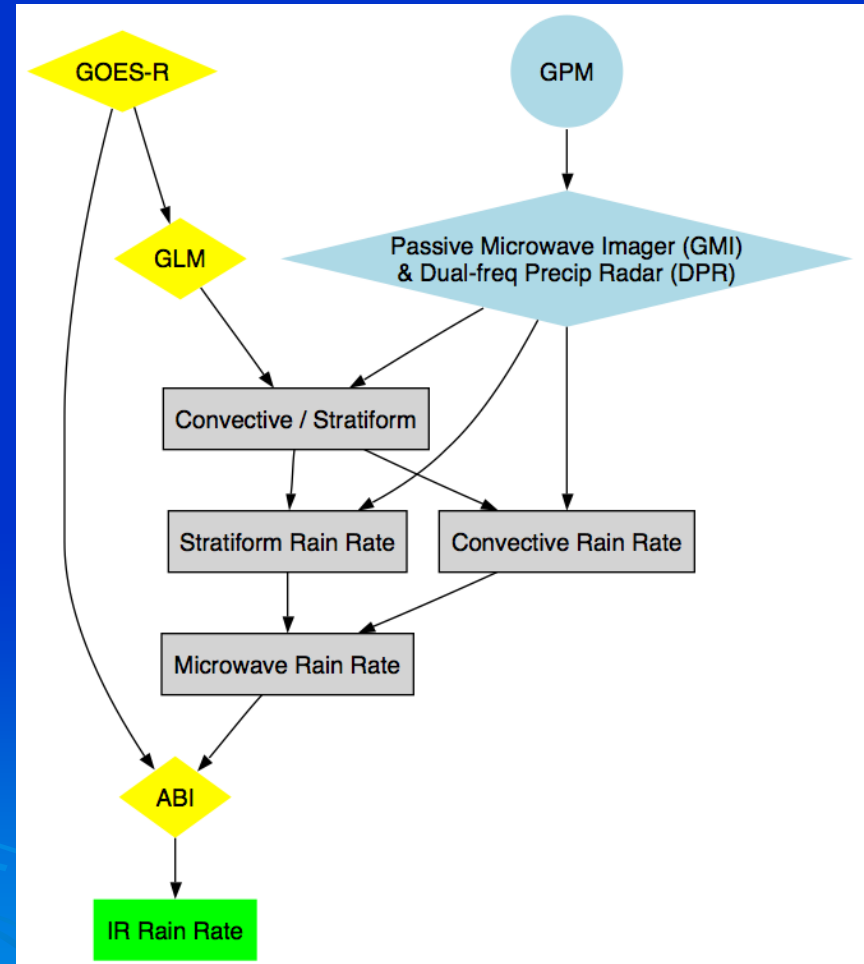 GOES-R
GPM
GLM
Passive Microwave Imager (GMI)
& Dual-freq Precip Radar (DPR)
Convective / Stratiform
Stratiform Rain Rate
Convective Rain Rate
Microwave Rain Rate
ABI
IR Rain Rate